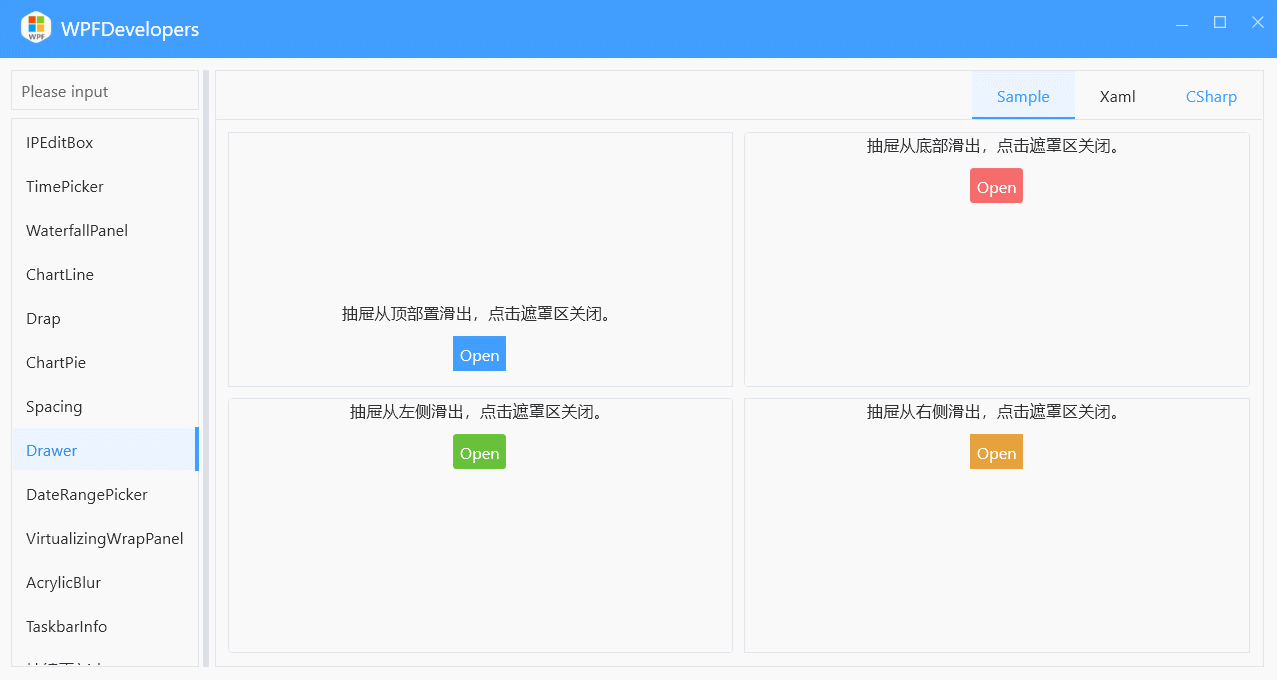 WPF
WPFDevelopers
Please input
IPEditBox
TimePicker
WaterfallPanel
ChartLine
Drap
ChartPie
Spacing
Drawer
DateRangePicker
VirtualizingWrapPanel
AcrylicBlur
TaskbarInfo
Sample
Xaml
CSharp
抽屉从顶部置滑出，点击遮罩区关闭。
Open
抽屉从底部滑出，点击遮罩区关闭。
Open
抽屉从左侧滑出，点击遮罩区关闭。
Open
抽屉从右侧滑出，点击遮罩区关闭。
Open